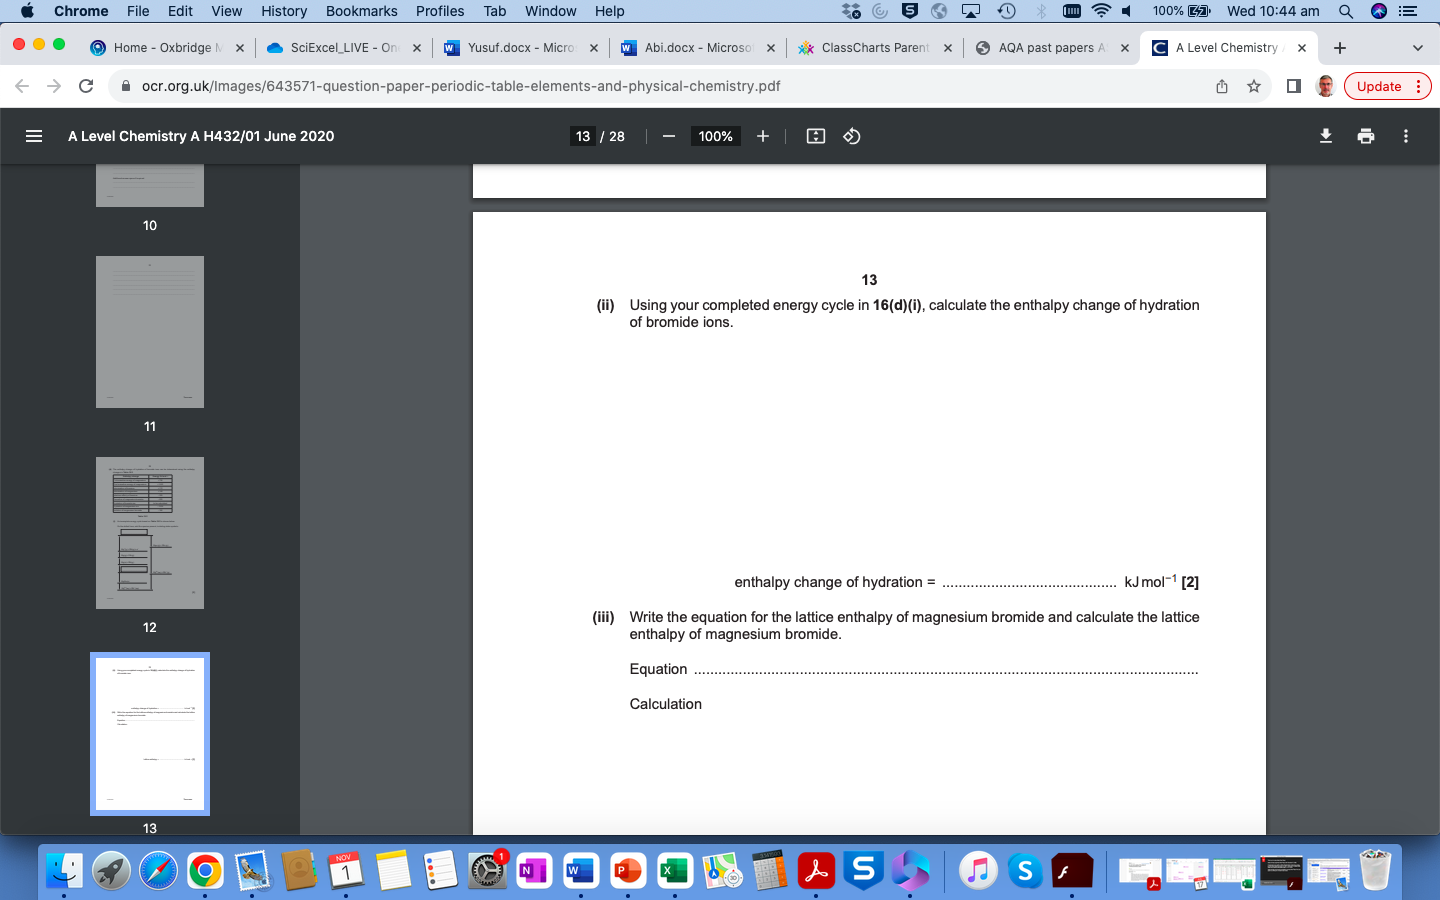 Chrome File Edit View History Bookmarks Profiles Tab Window Help 100% Wed 10:44 am
Home - Oxbridge M
SciExcel_LIVE - On
Yusuf.docx - Micro
Abi.docx - Microso
ClassCharts Parent
AQA past papers A
A Level Chemistry
ocr.org.uk/Images/643571-question-paper-periodic-table-elements-and-physical-chemistry.pdf
Update
A Level Chemistry A H432/01 June 2020
13 / 28
100%
10
11
12
13
13
(ii) Using your completed energy cycle in 16(d)(i), calculate the enthalpy change of hydration
of bromide ions.
enthalpy change of hydration = ........................................... kJ mol⁻¹ [2]
(iii) Write the equation for the lattice enthalpy of magnesium bromide and calculate the lattice
enthalpy of magnesium bromide.
Equation ..............................................................................................................................
Calculation
NOV
1
1